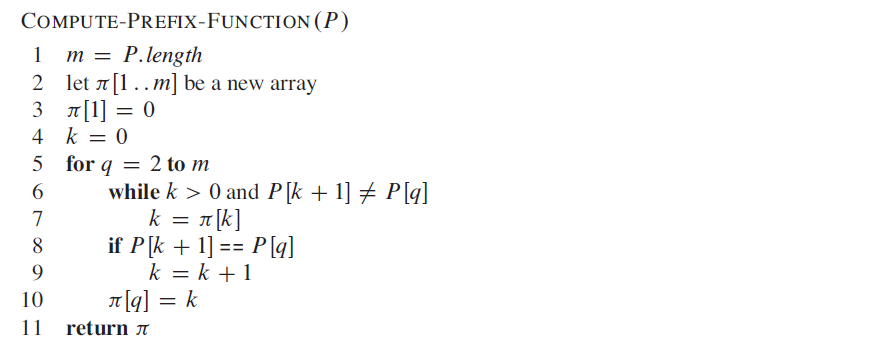 COMPUTE-PREFIX-FUNCTION(P)
1 m = P.length
2 let π[1..m] be a new array
3 π[1] = 0
4 k = 0
5 for q = 2 to m
6 while k > 0 and P[k + 1] ≠ P[q]
7 k = π[k]
8 if P[k + 1] == P[q]
9 k = k + 1
10 π[q] = k
11 return π